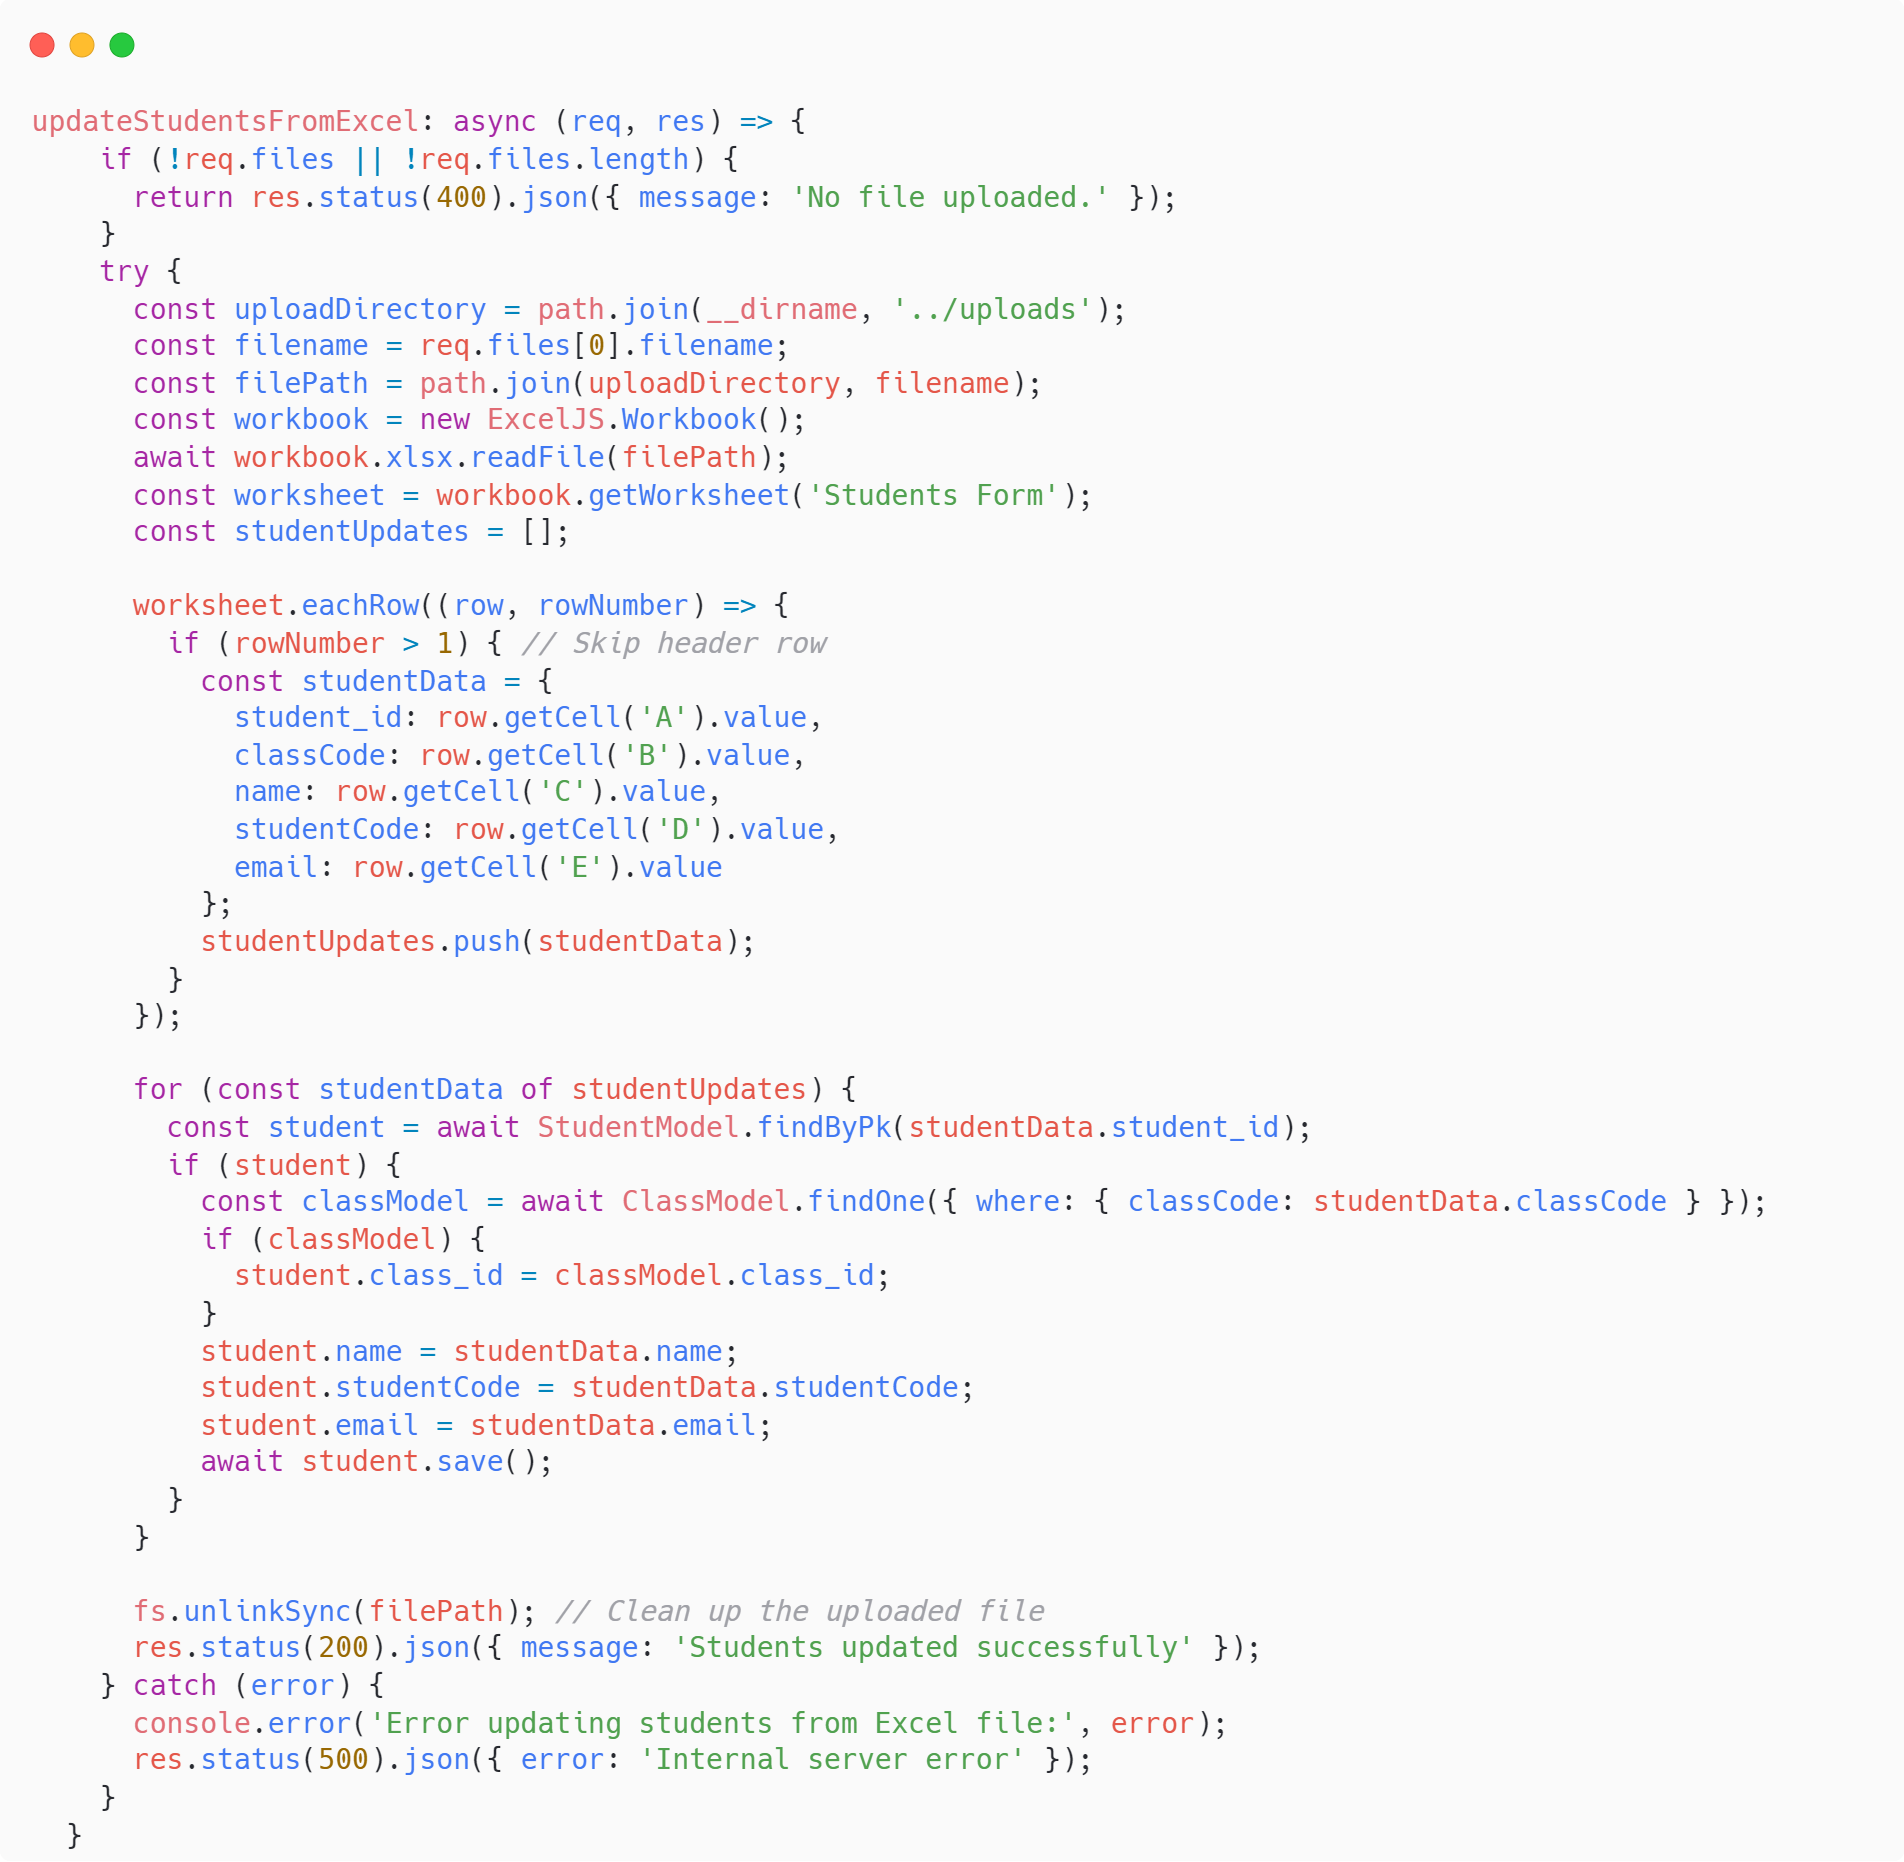 updateStudentsFromExcel: async (req, res) => {
    if (!req.files || !req.files.length) {
      return res.status(400).json({ message: 'No file uploaded.' });
    }
    try {
      const uploadDirectory = path.join(__dirname, '../uploads');
      const filename = req.files[0].filename;
      const filePath = path.join(uploadDirectory, filename);
      const workbook = new ExcelJS.Workbook();
      await workbook.xlsx.readFile(filePath);
      const worksheet = workbook.getWorksheet('Students Form');
      const studentUpdates = [];

      worksheet.eachRow((row, rowNumber) => {
        if (rowNumber > 1) { // Skip header row
          const studentData = {
            student_id: row.getCell('A').value,
            classCode: row.getCell('B').value,
            name: row.getCell('C').value,
            studentCode: row.getCell('D').value,
            email: row.getCell('E').value
          };
          studentUpdates.push(studentData);
        }
      });

      for (const studentData of studentUpdates) {
        const student = await StudentModel.findByPk(studentData.student_id);
        if (student) {
          const classModel = await ClassModel.findOne({ where: { classCode: studentData.classCode } });
          if (classModel) {
            student.class_id = classModel.class_id;
          }
          student.name = studentData.name;
          student.studentCode = studentData.studentCode;
          student.email = studentData.email;
          await student.save();
        }
      }

      fs.unlinkSync(filePath); // Clean up the uploaded file
      res.status(200).json({ message: 'Students updated successfully' });
    } catch (error) {
      console.error('Error updating students from Excel file:', error);
      res.status(500).json({ error: 'Internal server error' });
    }
  }